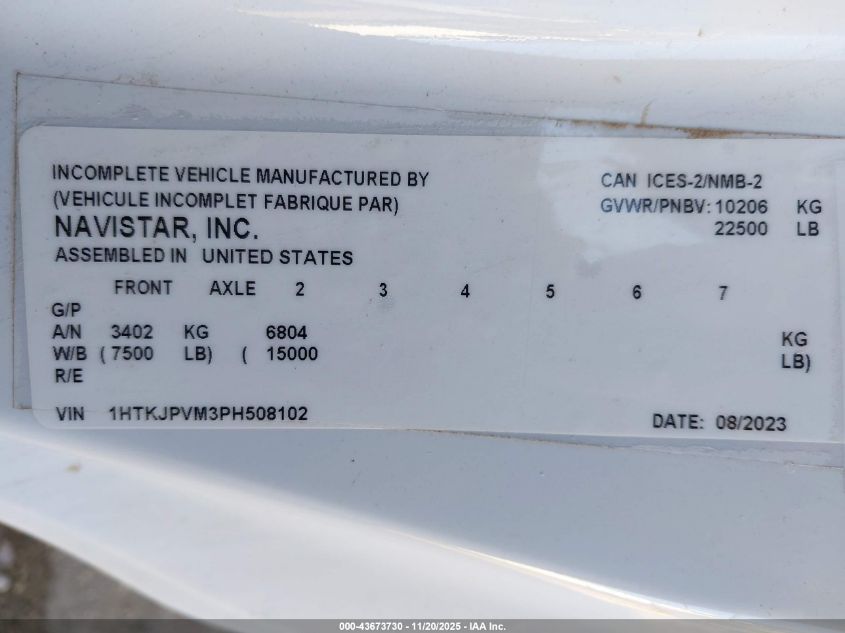 INCOMPLETE VEHICLE MANUFACTURED BY
(VEHICULE INCOMPLET FABRIQUE PAR)
NAVISTAR, INC.
ASSEMBLED IN UNITED STATES
CAN ICES-2/NMB-2
GVWR/PNBV: 10206 KG
22500 LB
FRONT AXLE 2 3 4 5 6 7
G/P
A/N 3402 KG 6804 KG
W/B ( 7500 LB) ( 15000 LB)
R/E
VIN 1HTKJPVM3PH508102 DATE: 08/2023
000-43673730 - 11/20/2025 - IAA Inc.